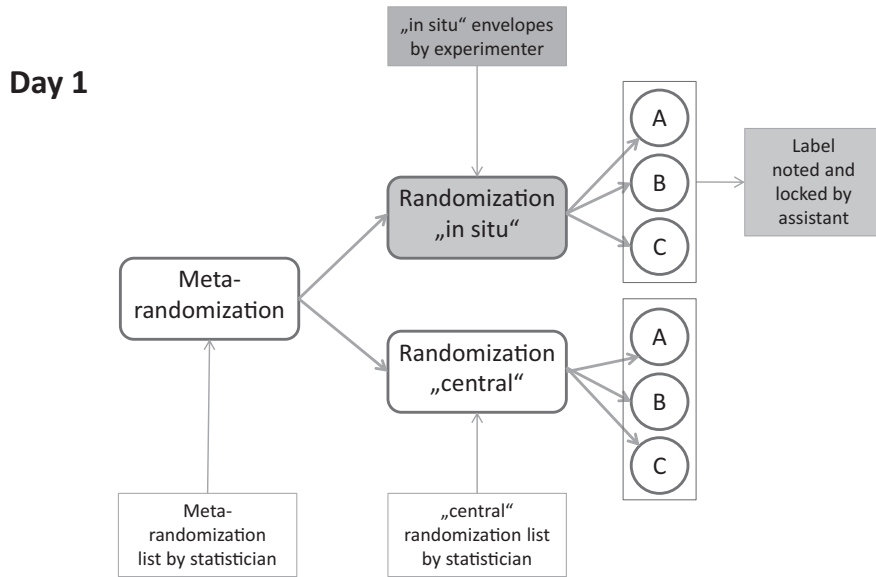 „in situ“ envelopes
by experimenter
Day 1
A
B
C
Label
noted and
locked by
assistant
Randomization
„in situ“
Meta-
randomization
Randomization
„central“
A
B
C
Meta-
randomization
list by statistician
„central“
randomization list
by statistician